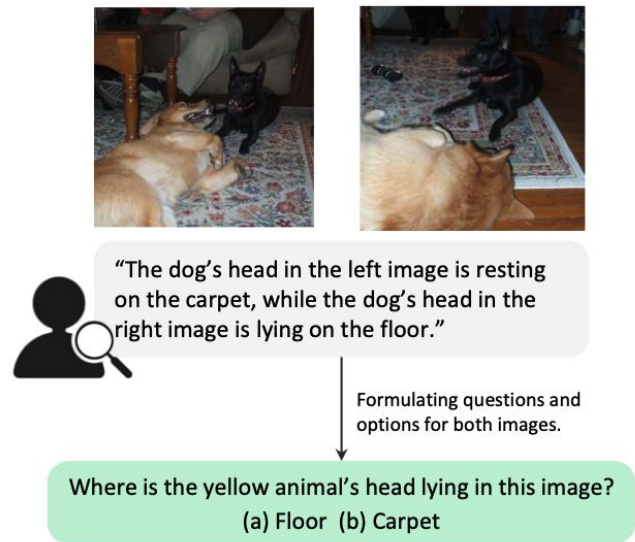 “The dog’s head in the left image is resting
on the carpet, while the dog’s head in the
right image is lying on the floor.”
Formulating questions and
options for both images.
Where is the yellow animal’s head lying in this image?
(a) Floor (b) Carpet